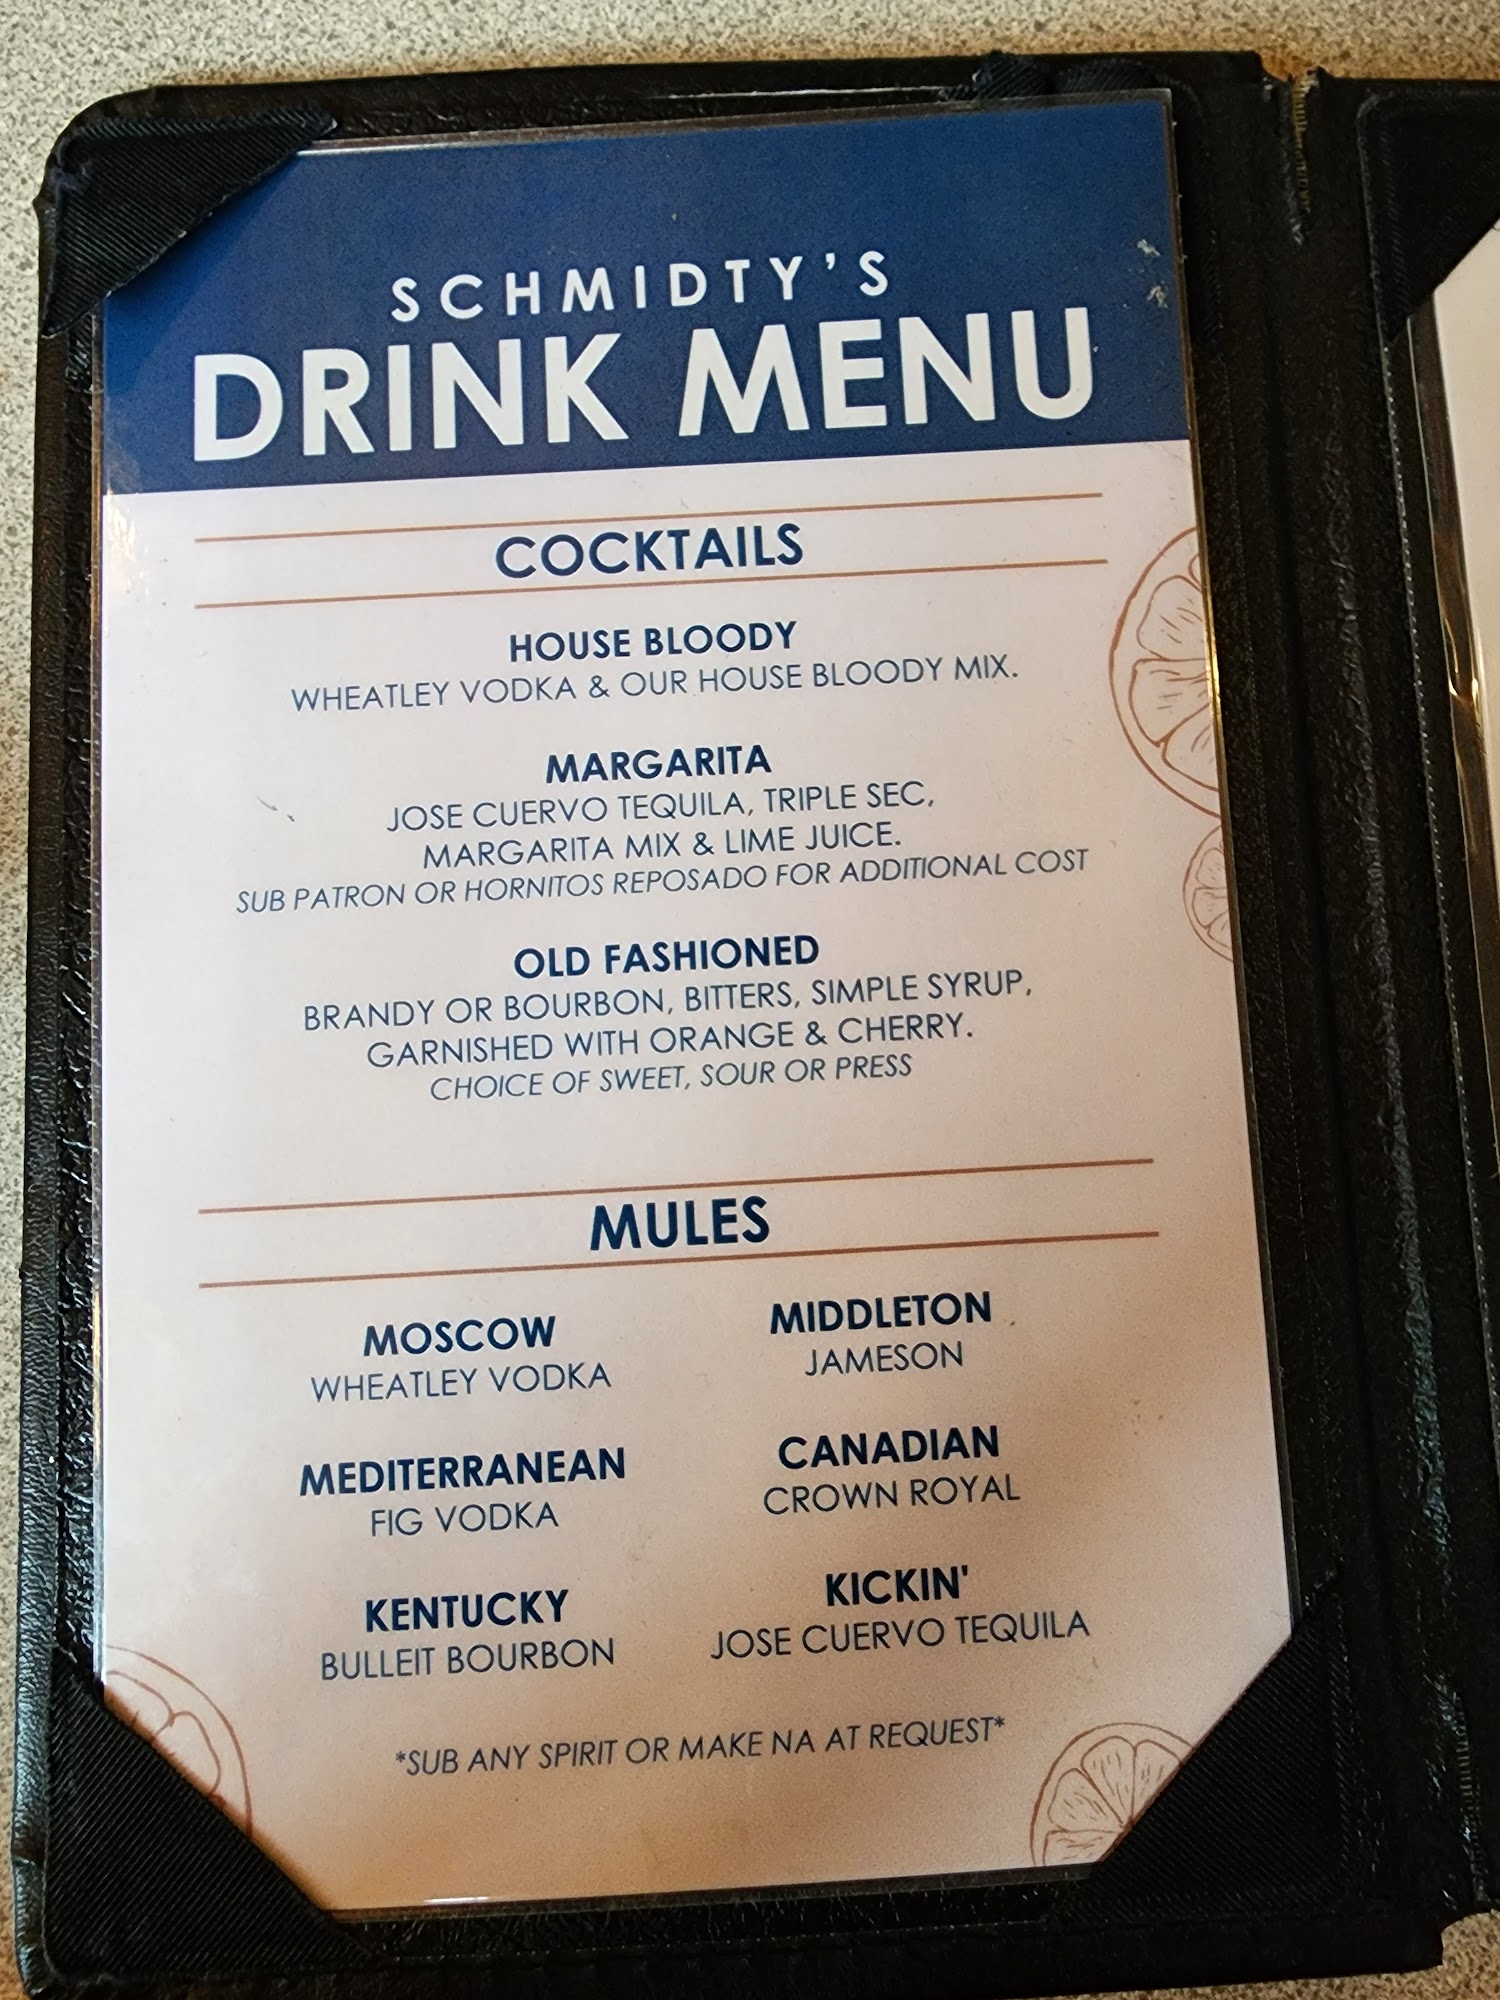 SCHMIDTY'S
DRINK MENU
COCKTAILS
HOUSE BLOODY
WHEATLEY VODKA & OUR HOUSE BLOODY MIX.
MARGARITA
JOSE CUERVO TEQUILA, TRIPLE SEC,
MARGARITA MIX & LIME JUICE.
SUB PATRON OR HORNITOS REPOSADO FOR ADDITIONAL COST
OLD FASHIONED
BRANDY OR BOURBON, BITTERS, SIMPLE SYRUP,
GARNISHED WITH ORANGE & CHERRY.
CHOICE OF SWEET, SOUR OR PRESS
MULES
MOSCOW
WHEATLEY VODKA
MEDITERRANEAN
FIG VODKA
KENTUCKY
BULLEIT BOURBON
MIDDLETON
JAMESON
CANADIAN
CROWN ROYAL
KICKIN'
JOSE CUERVO TEQUILA
*SUB ANY SPIRIT OR MAKE NA AT REQUEST*